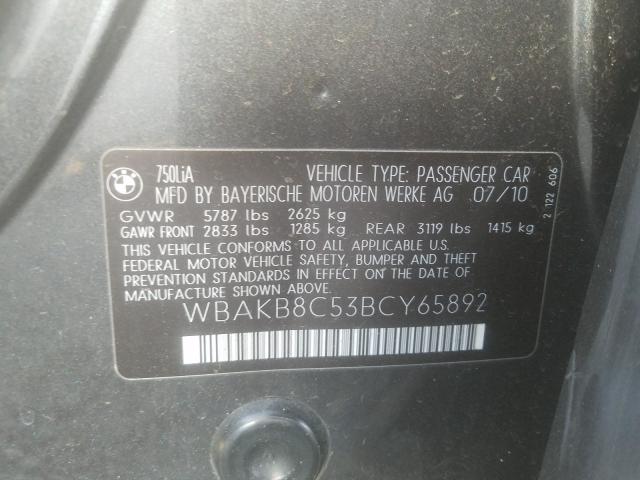 BMW
750LiA VEHICLE TYPE: PASSENGER CAR
MFD BY BAYERISCHE MOTOREN WERKE AG 07/10
GVWR 5787 lbs 2625 kg
GAWR FRONT 2833 lbs 1285 kg REAR 3119 lbs 1415 kg
THIS VEHICLE CONFORMS TO ALL APPLICABLE U.S.
FEDERAL MOTOR VEHICLE SAFETY, BUMPER AND THEFT
PREVENTION STANDARDS IN EFFECT ON THE DATE OF
MANUFACTURE SHOWN ABOVE.
WBAKB8C53BCY65892
2 122 606